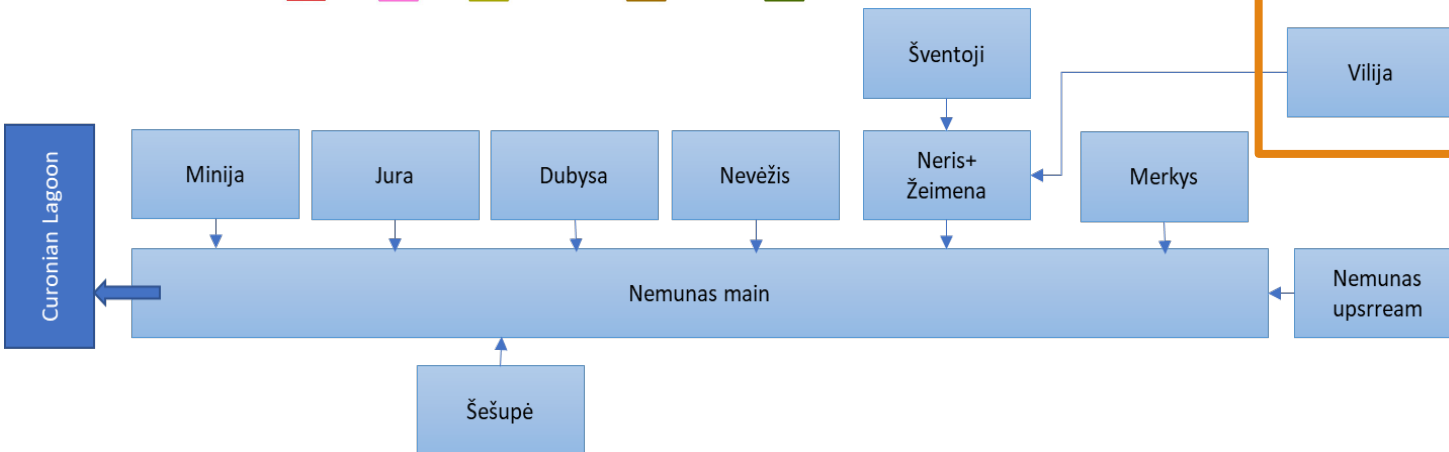 Šventoji
Vilija
Curonian Lagoon
Minija
Jura
Dubysa
Nevėžis
Neris+
Žeimena
Merkys
Nemunas main
Nemunas
upsrream
Šešupė